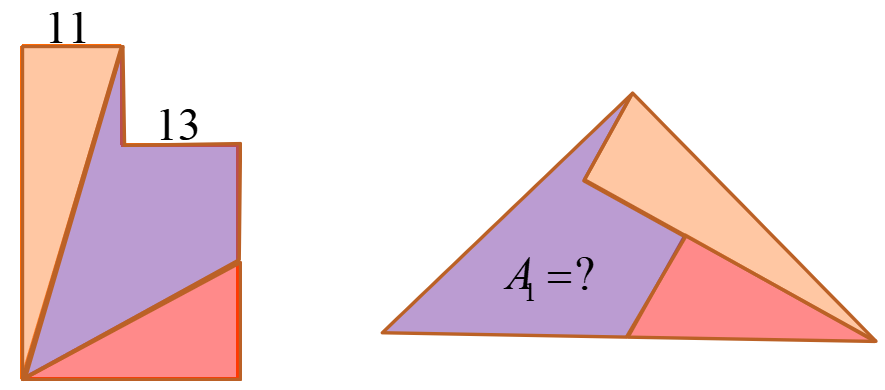 11
13
A₁ = ?